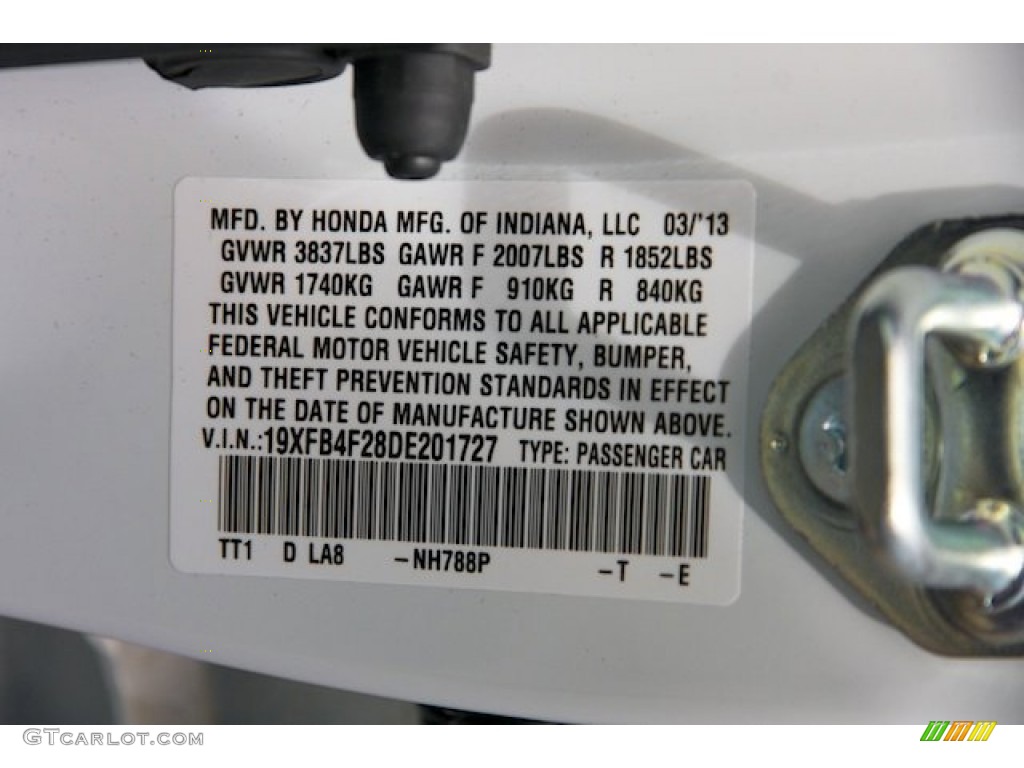 MFD. BY HONDA MFG. OF INDIANA, LLC 03/'13
GVWR 3837LBS GAWR F 2007LBS R 1852LBS
GVWR 1740KG GAWR F 910KG R 840KG
THIS VEHICLE CONFORMS TO ALL APPLICABLE
FEDERAL MOTOR VEHICLE SAFETY, BUMPER,
AND THEFT PREVENTION STANDARDS IN EFFECT
ON THE DATE OF MANUFACTURE SHOWN ABOVE.
V.I.N.:19XFB4F28DE201727 TYPE: PASSENGER CAR
TT1 D LA8 –NH788P –T –E
GTCARLOT.COM